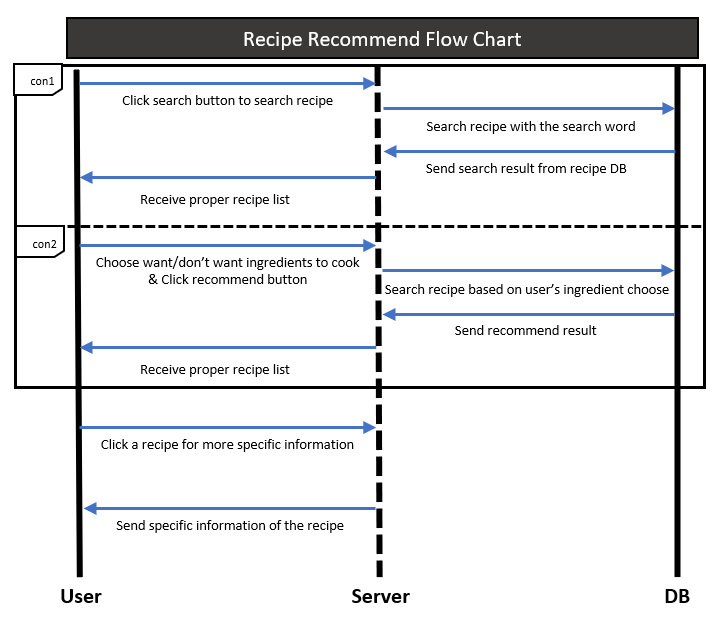 Recipe Recommend Flow Chart
con1
Click search button to search recipe
Search recipe with the search word
Send search result from recipe DB
Receive proper recipe list
con2
Choose want/don’t want ingredients to cook
& Click recommend button
Search recipe based on user’s ingredient choose
Send recommend result
Receive proper recipe list
Click a recipe for more specific information
Send specific information of the recipe
User
Server
DB